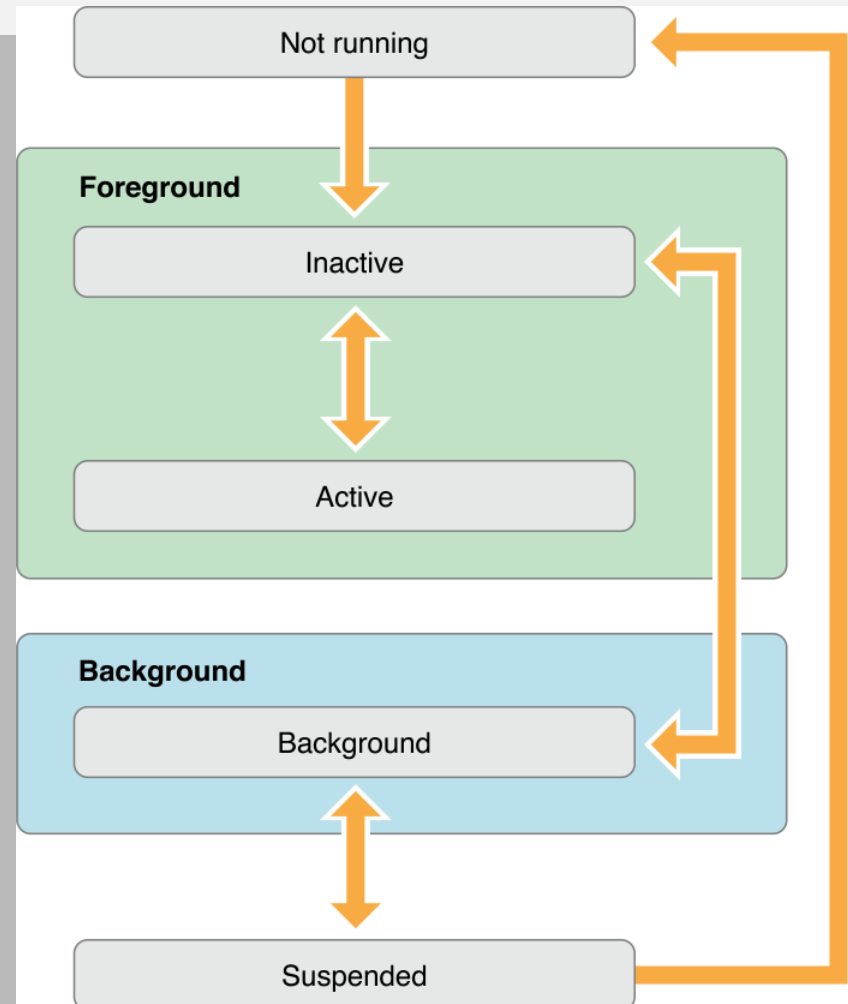 Not running
Foreground
Inactive
Active
Background
Background
Suspended